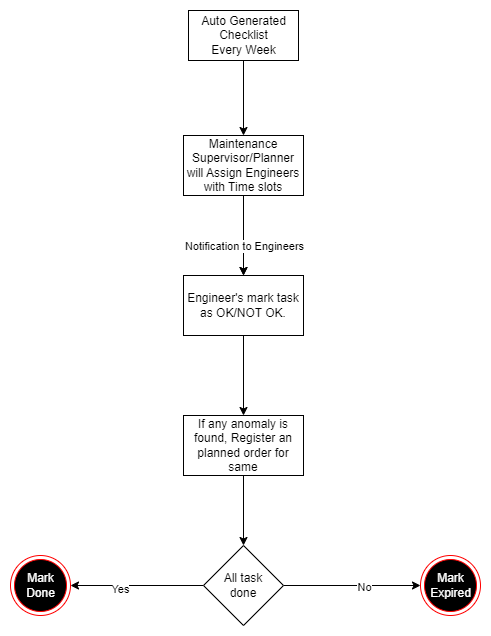 Auto Generated
Checklist
Every Week
Maintenance
Supervisor/Planner
will Assign Engineers
with Time slots
Notification to Engineers
Engineer's mark task
as OK/NOT OK.
If any anomaly is
found, Register an
planned order for
same
All task
done
Yes
No
Mark
Done
Mark
Expired